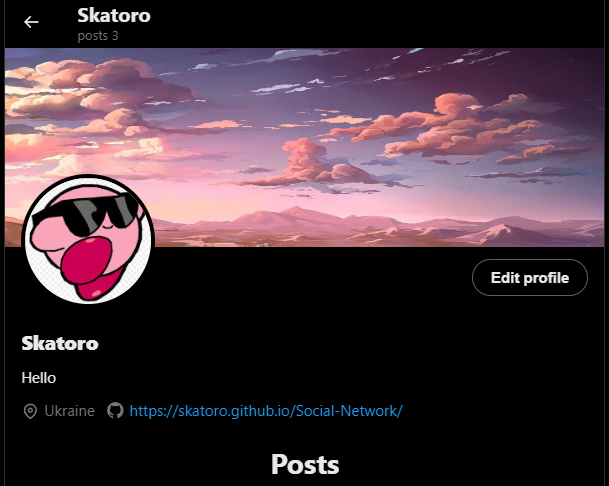 Skatoro
posts 3
Edit profile
Skatoro
Hello
Ukraine https://skatoro.github.io/Social-Network/
Posts